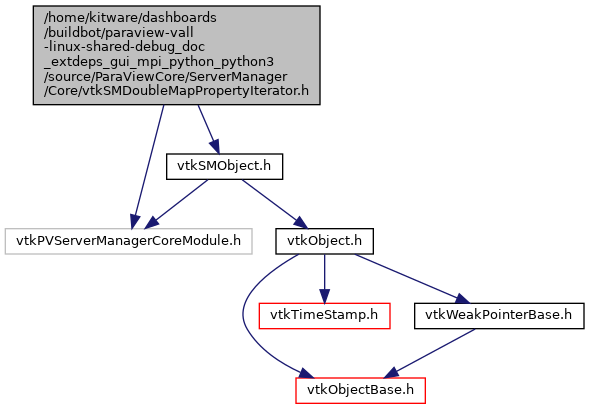 /home/kitware/dashboards
/buildbot/paraview-vall
-linux-shared-debug_doc
_extdeps_gui_mpi_python_python3
/source/ParaViewCore/ServerManager
/Core/vtkSMDoubleMapPropertyIterator.h
vtkSMObject.h
vtkPVServerManagerCoreModule.h
vtkObject.h
vtkTimeStamp.h
vtkWeakPointerBase.h
vtkObjectBase.h